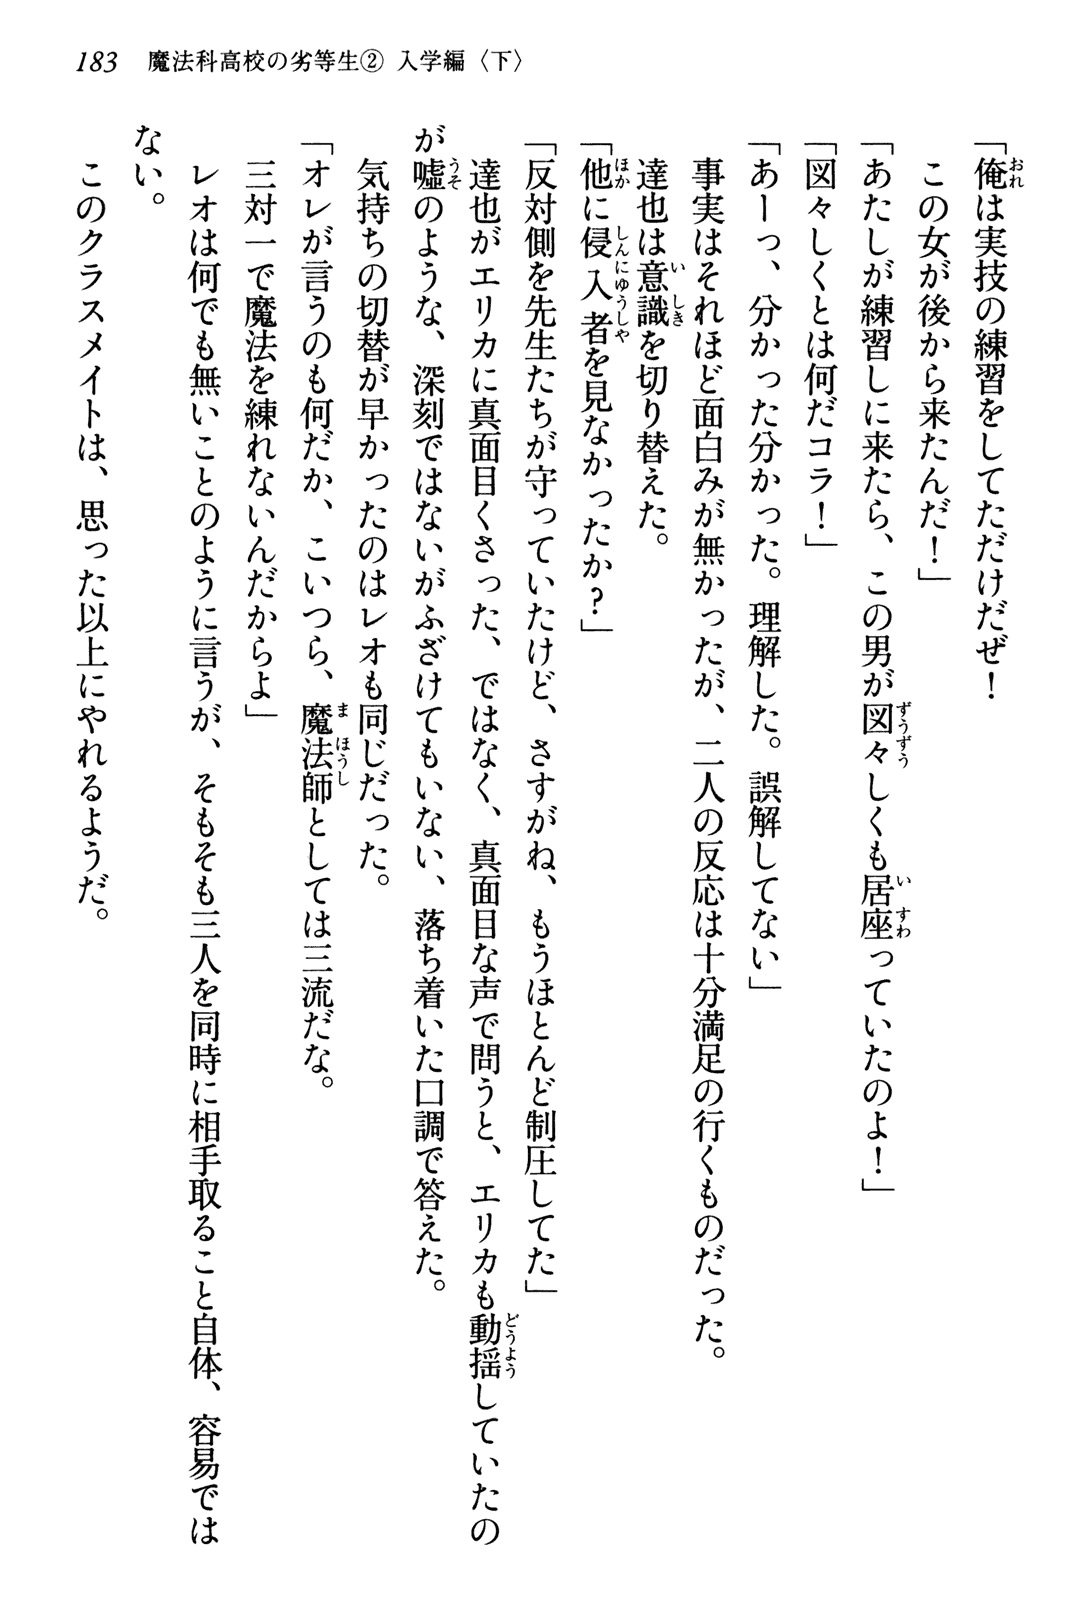 183 魔法科高校の劣等生② 入学編〈下〉
「俺は実技の練習をしてただけだぜ！
この女が後から来たんだ！」
「あたしが練習しに来たら、この男が図々しくも居座っていたのよ！」
「図々しくとは何だコラ！」
「あーっ、分かった分かった。理解した。誤解してない」
事実はそれほど面白みが無かったが、二人の反応は十分満足の行くものだった。
達也は意識を切り替えた。
「他に侵入者を見なかったか？」
「反対側を先生たちが守っていたけど、さすがね、もうほとんど制圧してた」
達也がエリカに真面目くさった、ではなく、真面目な声で問うと、エリカも動揺していたの
が嘘のような、深刻ではないがふざけてもいない、落ち着いた口調で答えた。
気持ちの切替が早かったのはレオも同じだった。
「オレが言うのも何だか、こいつら、魔法師としては三流だな。
三対一で魔法を練れないんだからよ」
レオは何でも無いことのように言うが、そもそも三人を同時に相手取ること自体、容易では
ない。
このクラスメイトは、思った以上にやれるようだ。